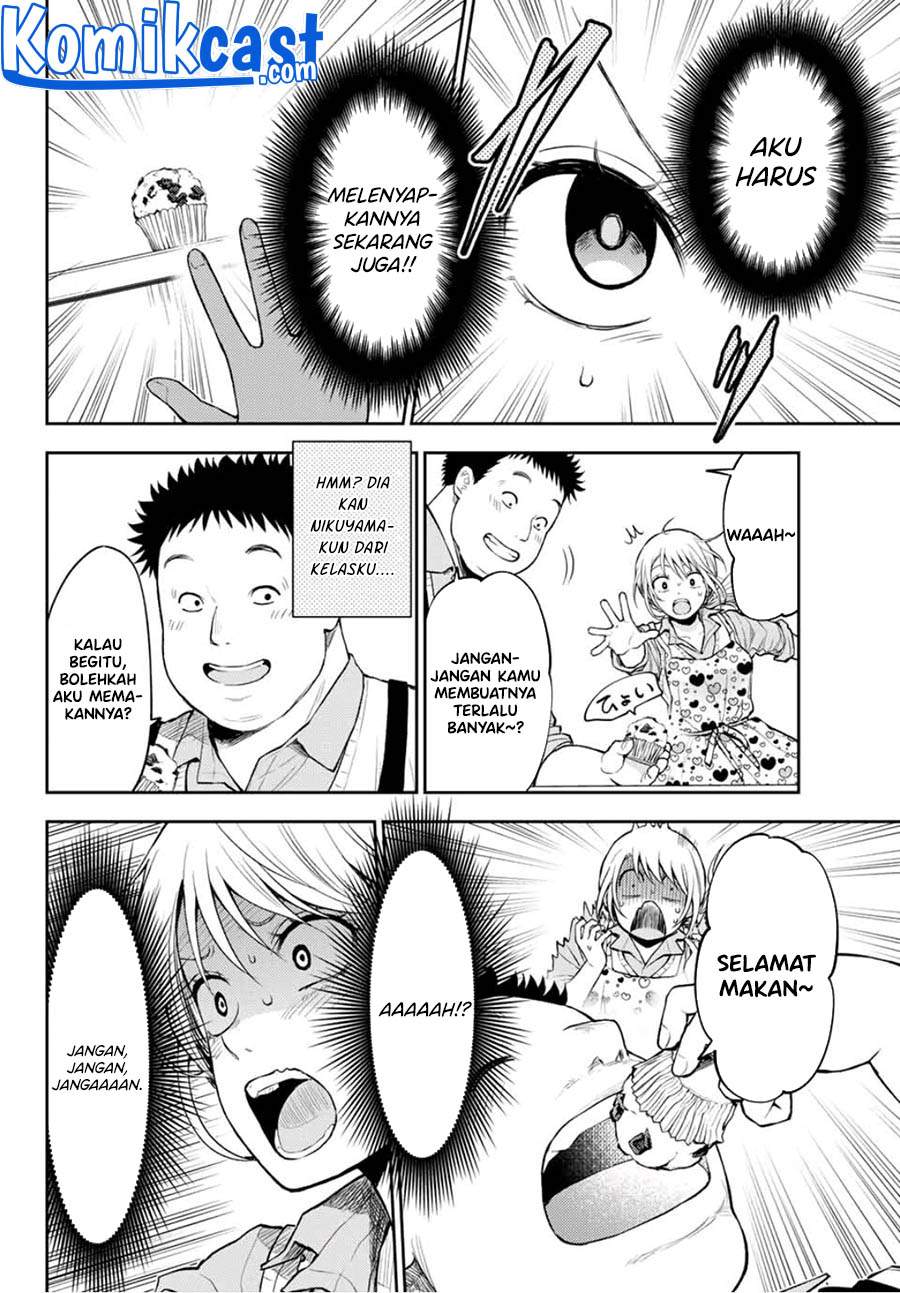 Komikcast
.com
AKU
HARUS
MELENYAP-
KANNYA
SEKARANG
JUGA!!
WAAAH~
JANGAN-
JANGAN KAMU
MEMBUATNYA
TERLALU
BANYAK~?
ひょい
HMM? DIA
KAN
NIKUYAMA-
KUN DARI
KELASKU....
KALAU
BEGITU,
BOLEHKAH
AKU MEMA-
KANNYA?
SELAMAT
MAKAN~
AAAAAH!?
JANGAN,
JANGAN,
JANGAAAAN.